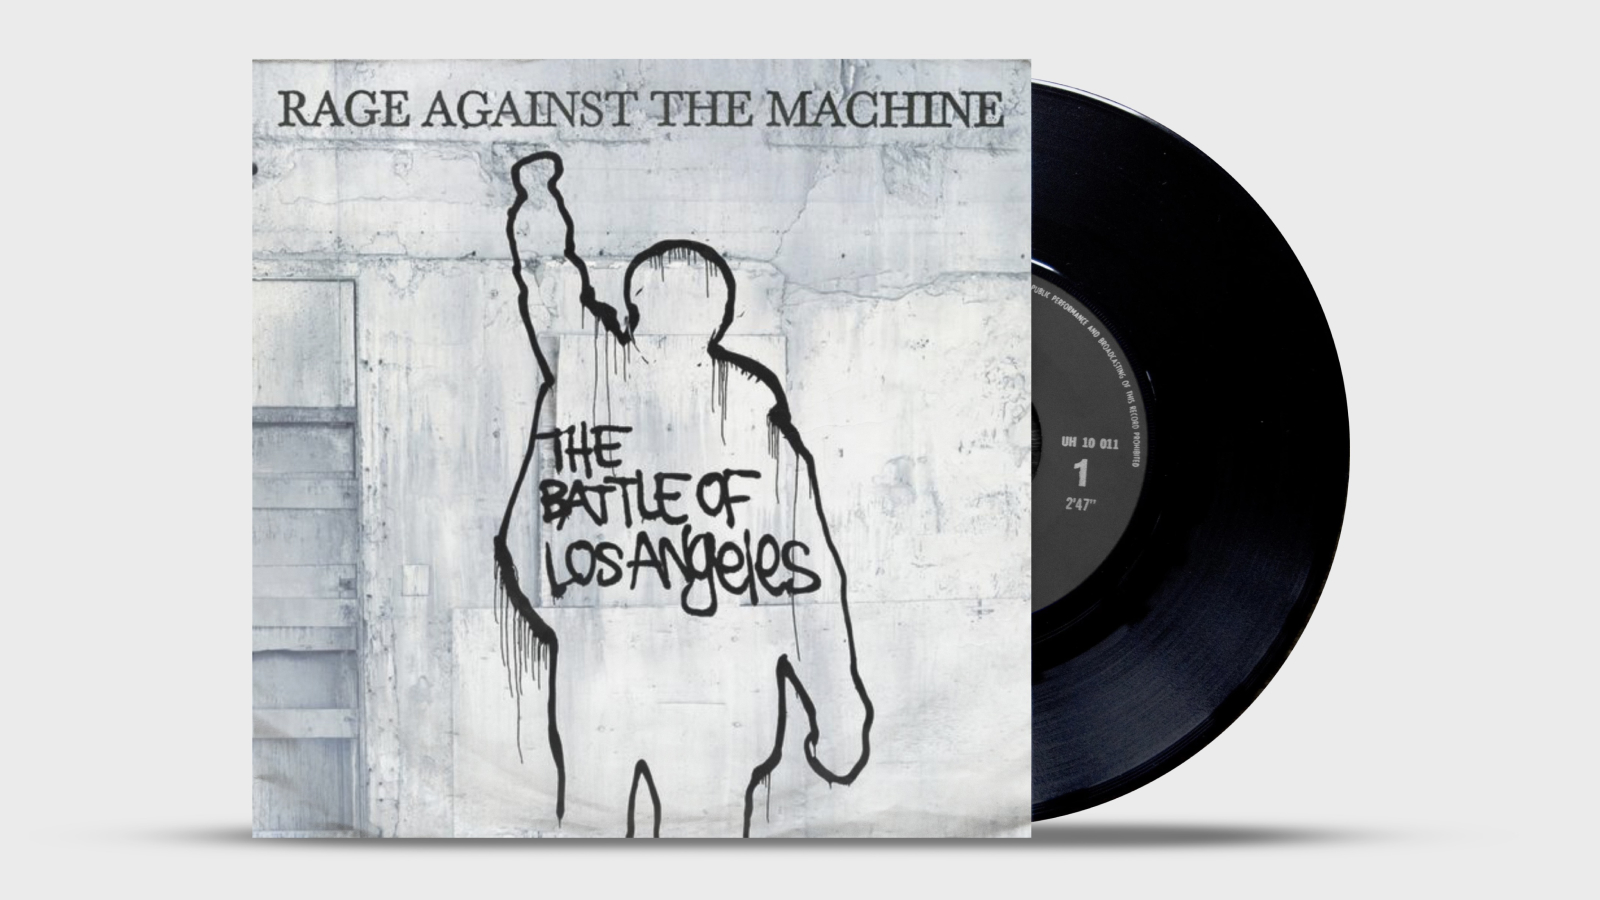 RAGE AGAINST THE MACHINE
THE
BATTLE OF
LOS ANgeles
PUBLIC PERFORMANCE AND BROADCASTING OF THIS RECORD PROHIBITED
UH 10 011
1
2'47"